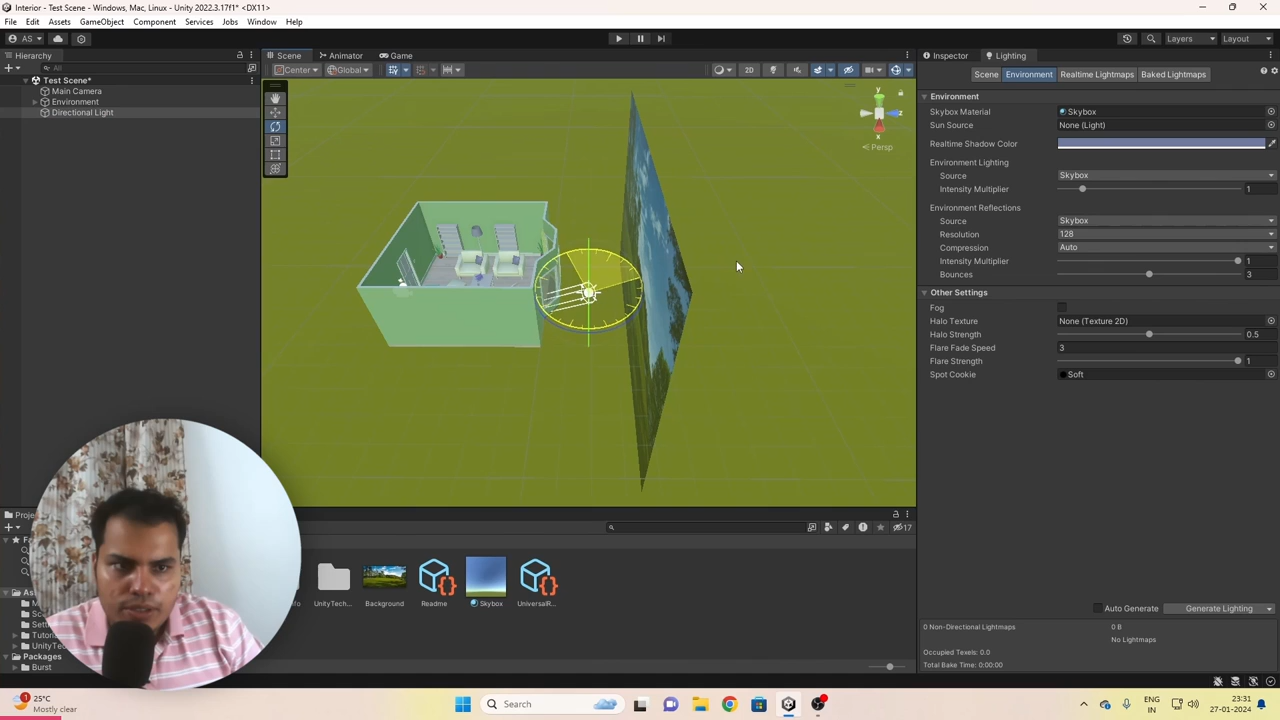 Interior - Test Scene - Windows, Mac, Linux - Unity 2022.3.17f1* <DX11>
File Edit Assets GameObject Component Services Jobs Window Help
AS
Layers Layout
Hierarchy
All
Test Scene*
Main Camera
Environment
Directional Light
Scene Animator Game
Center Global 2D
y
z
x
Persp
Inspector Lighting
Scene Environment Realtime Lightmaps Baked Lightmaps
Environment
Skybox Material Skybox
Sun Source None (Light)
Realtime Shadow Color
Environment Lighting
Source Skybox
Intensity Multiplier 1
Environment Reflections
Source Skybox
Resolution 128
Compression Auto
Intensity Multiplier 1
Bounces 3
Other Settings
Fog
Halo Texture None (Texture 2D)
Halo Strength 0.5
Flare Fade Speed 3
Flare Strength 1
Spot Cookie Soft
Auto Generate Generate Lighting
0 Non-Directional Lightmaps 0 B
No Lightmaps
Occupied Texels: 0.0
Total Bake Time: 0:00:00
17
UnityTech... Background Readme Skybox UniversalR...
Packages
Burst
1
25°C
Mostly clear
Search
ENG
IN
23:31
27-01-2024